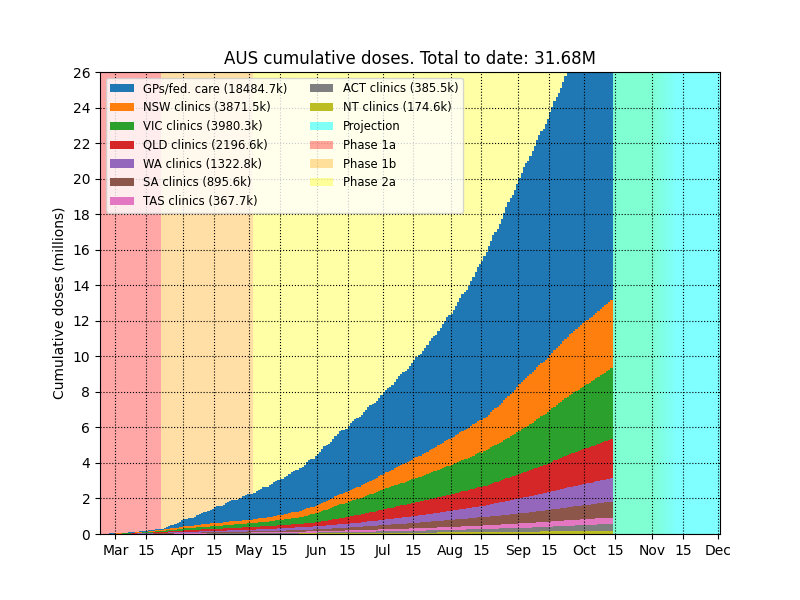 AUS cumulative doses. Total to date: 31.68M
Cumulative doses (millions)
26
24
22
20
18
16
14
12
10
8
6
4
2
0
GPs/fed. care (18484.7k)
NSW clinics (3871.5k)
VIC clinics (3980.3k)
QLD clinics (2196.6k)
WA clinics (1322.8k)
SA clinics (895.6k)
TAS clinics (367.7k)
ACT clinics (385.5k)
NT clinics (174.6k)
Projection
Phase 1a
Phase 1b
Phase 2a
Mar 15 Apr 15 May 15 Jun 15 Jul 15 Aug 15 Sep 15 Oct 15 Nov 15 Dec